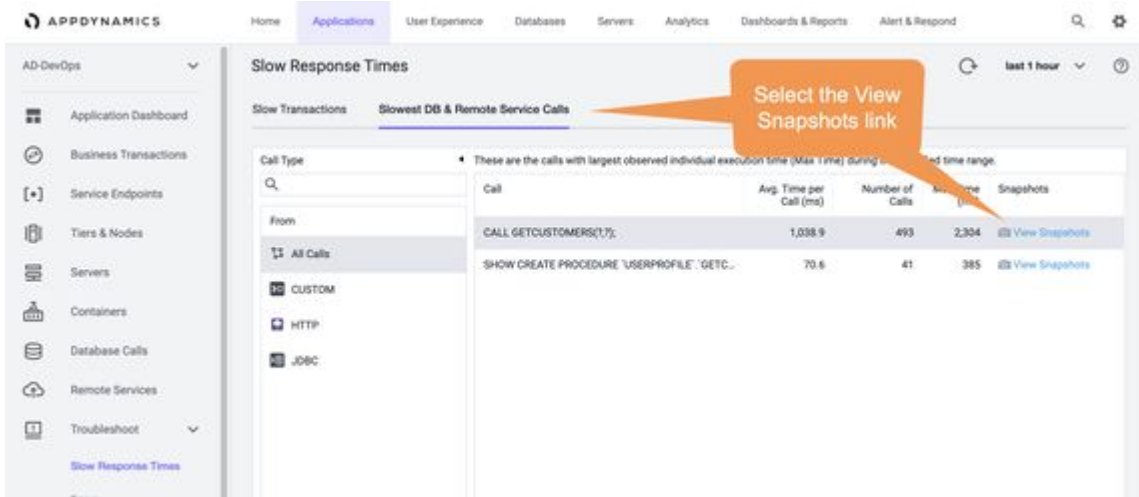 APPDYNAMICS
Home Applications User Experience Databases Servers Analytics Dashboards & Reports Alert & Respond
AD-DevOps
Slow Response Times
last 1 hour
Select the View
Snapshots link
Application Dashboard
Slow Transactions Slowest DB & Remote Service Calls
Business Transactions
Call Type
These are the calls with largest observed individual execution time (Max Time) during time range.
Service Endpoints
Call
Avg. Time per
Call (ms)
Number of
Calls
Snapshots
From
Tiers & Nodes
CALL GETCUSTOMERS(?,?); 1,038.9 493 2,304 View Snapshots
All Calls
Servers
SHOW CREATE PROCEDURE `USERPROFILE`.`GETC... 70.6 41 385 View Snapshots
CUSTOM
Containers
HTTP
Database Calls
JDBC
Remote Services
Troubleshoot
Slow Response Times